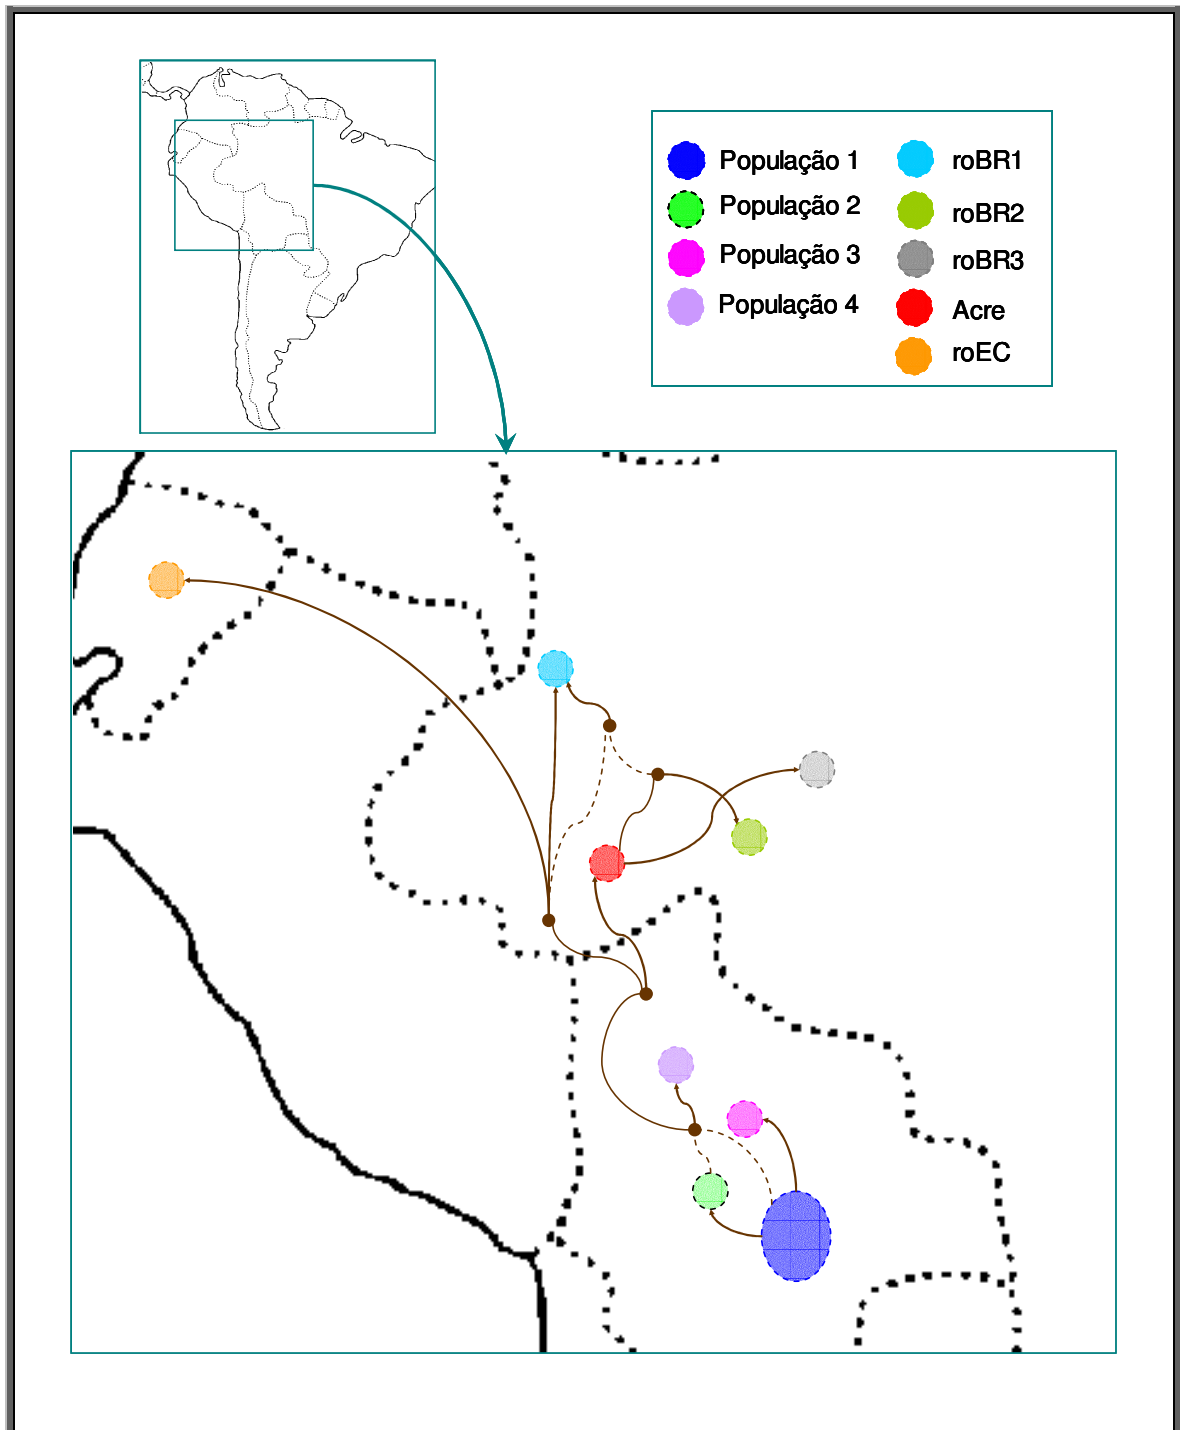 População 1
População 2
População 3
População 4
roBR1
roBR2
roBR3
Acre
roEC